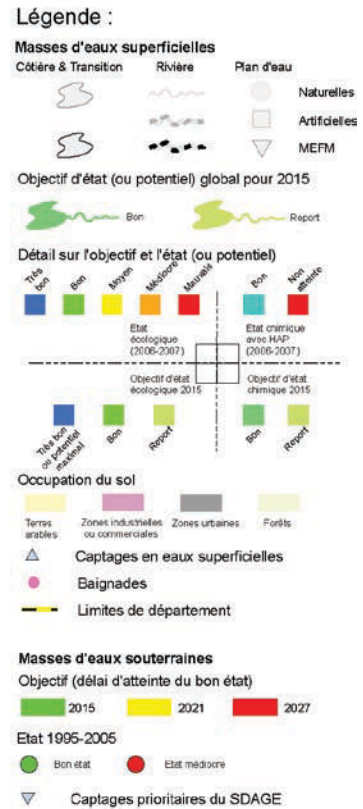 Légende :
Masses d'eaux superficielles
Côtière & Transition Rivière Plan d'eau
Naturelles
Artificielles
MEFM
Objectif d'état (ou potentiel) global pour 2015
Bon Report
Détail sur l'objectif et l'état (ou potentiel)
Très bon Bon Moyen Médiocre Mauvais Bon Non atteinte
Etat écologique (2006-2007)
Etat chimique avec HAP (2006-2007)
Objectif d'état écologique 2015
Objectif d'état chimique 2015
Très bon ou potentiel maximal Bon Report Bon Report
Occupation du sol
Terres arables
Zones industrielles ou commerciales
Zones urbaines
Forêts
Captages en eaux superficielles
Baignades
Limites de département
Masses d'eaux souterraines
Objectif (délai d'atteinte du bon état)
2015 2021 2027
Etat 1995-2005
Bon état Etat médiocre
Captages prioritaires du SDAGE